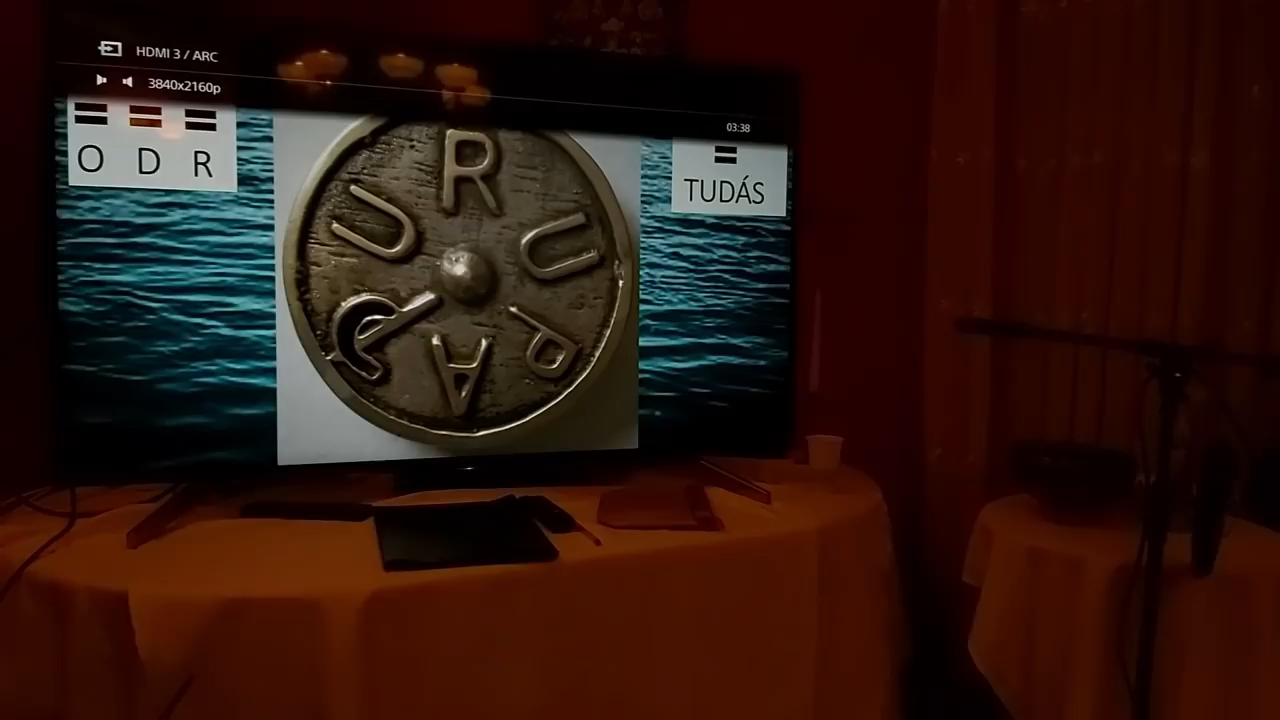 HDMI 3 / ARC
3840x2160p
03:38
= = =
O D R
=
TUDÁS
R
U
P
A
U